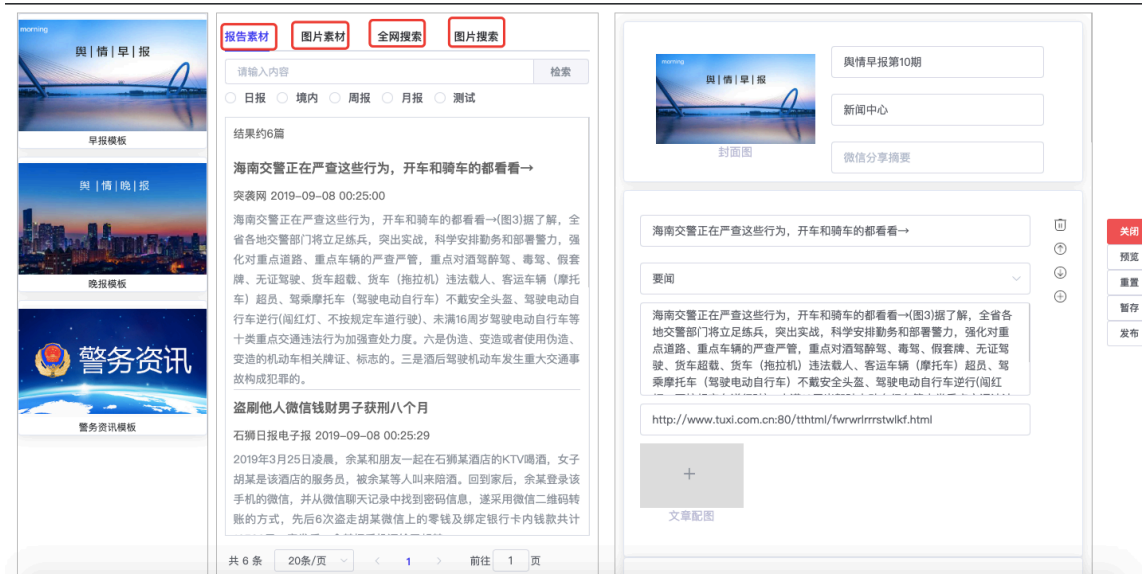 morning
舆|情|早|报
早报模板
舆|情|晚|报
晚报模板
警务资讯
警务资讯模板
报告素材
图片素材
全网搜索
图片搜索
请输入内容
检索
日报
境内
周报
月报
测试
结果约6篇
海南交警正在严查这些行为，开车和骑车的都看看→
突袭网 2019-09-08 00:25:00
海南交警正在严查这些行为，开车和骑车的都看看→(图3)据了解，全
省各地交警部门将立足练兵，突出实战，科学安排勤务和部署警力，强
化对重点道路、重点车辆的严查严管，重点对酒驾醉驾、毒驾、假套
牌、无证驾驶、货车超载、货车（拖拉机）违法载人、客运车辆（摩托
车）超员、驾乘摩托车（驾驶电动自行车）不戴安全头盔、驾驶电动自
行车逆行(闯红灯、不按规定车道行驶)、未满16周岁驾驶电动自行车等
十类重点交通违法行为加强查处力度。六是伪造、变造或者使用伪造、
变造的机动车相关牌证、标志的。三是酒后驾驶机动车发生重大交通事
故构成犯罪的。
盗刷他人微信钱财男子获刑八个月
石狮日报电子报 2019-09-08 00:25:29
2019年3月25日凌晨，余某和朋友一起在石狮某酒店的KTV喝酒，女子
胡某是该酒店的服务员，被余某等人叫来陪酒。回到家后，余某登录该
手机的微信，并从微信聊天记录中找到密码信息，遂采用微信二维码转
账的方式，先后6次盗走胡某微信上的零钱及绑定银行卡内钱款共计
共 6 条
20条/页
1
前往
1
页
morning
舆|情|早|报
封面图
舆情早报第10期
新闻中心
微信分享摘要
海南交警正在严查这些行为，开车和骑车的都看看→
要闻
海南交警正在严查这些行为，开车和骑车的都看看→(图3)据了解，全省各
地交警部门将立足练兵，突出实战，科学安排勤务和部署警力，强化对重
点道路、重点车辆的严查严管，重点对酒驾醉驾、毒驾、假套牌、无证驾
驶、货车超载、货车（拖拉机）违法载人、客运车辆（摩托车）超员、驾
乘摩托车（驾驶电动自行车）不戴安全头盔、驾驶电动自行车逆行(闯红
http://www.tuxi.com.cn:80/tthtml/fwrwrlrrrstwlkf.html
文章配图
关闭
预览
重置
暂存
发布